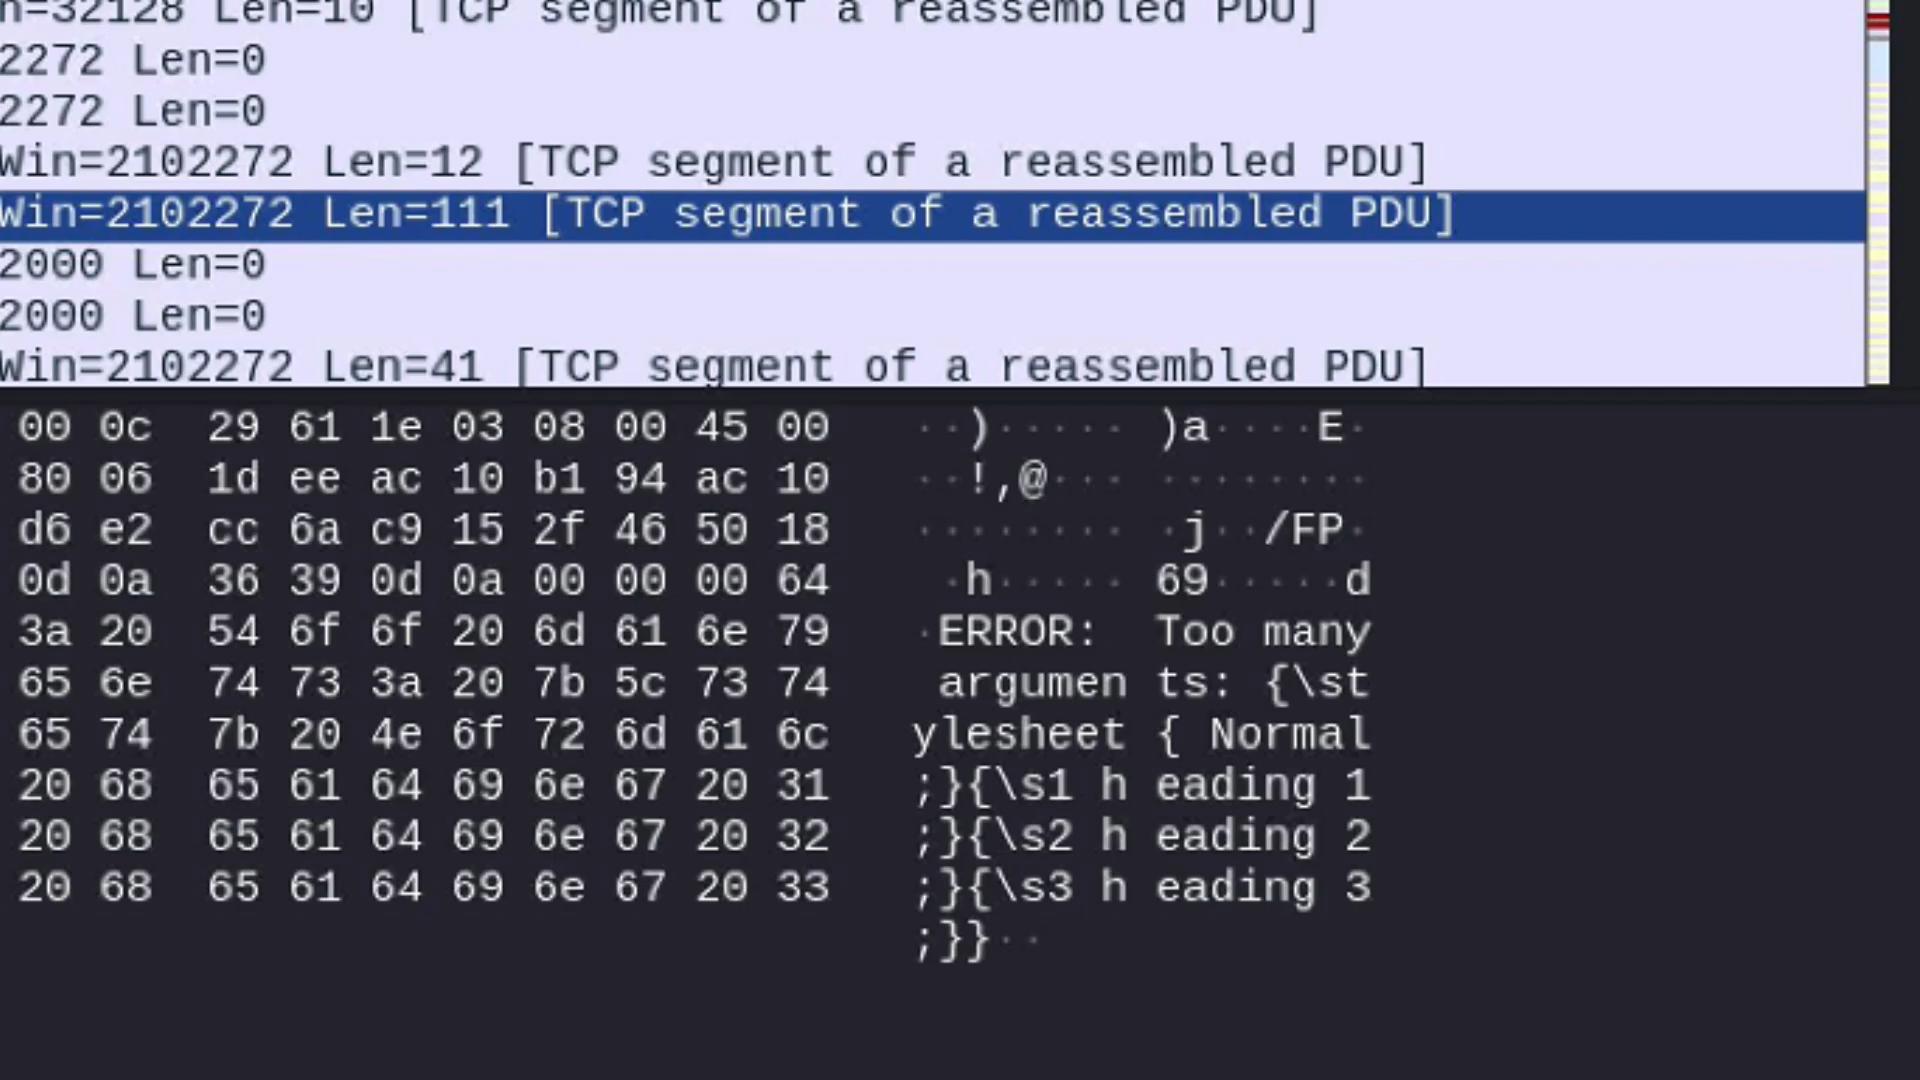 n=32128 Len=10 [TCP segment of a reassembled PDU]
2272 Len=0
2272 Len=0
Win=2102272 Len=12 [TCP segment of a reassembled PDU]
Win=2102272 Len=111 [TCP segment of a reassembled PDU]
2000 Len=0
2000 Len=0
Win=2102272 Len=41 [TCP segment of a reassembled PDU]
00 0c  29 61 1e 03 08 00 45 00   ··)····· )a····E·
80 06  1d ee ac 10 b1 94 ac 10   ··!,@··· ········
d6 e2  cc 6a c9 15 2f 46 50 18   ········ ·j··/FP·
0d 0a  36 39 0d 0a 00 00 00 64    ·h····· 69·····d
3a 20  54 6f 6f 20 6d 61 6e 79   ·ERROR:  Too many
65 6e  74 73 3a 20 7b 5c 73 74    argumen ts: {\st
65 74  7b 20 4e 6f 72 6d 61 6c   ylesheet { Normal
20 68  65 61 64 69 6e 67 20 31   ;}{\s1 h eading 1
20 68  65 61 64 69 6e 67 20 32   ;}{\s2 h eading 2
20 68  65 61 64 69 6e 67 20 33   ;}{\s3 h eading 3
;}}··